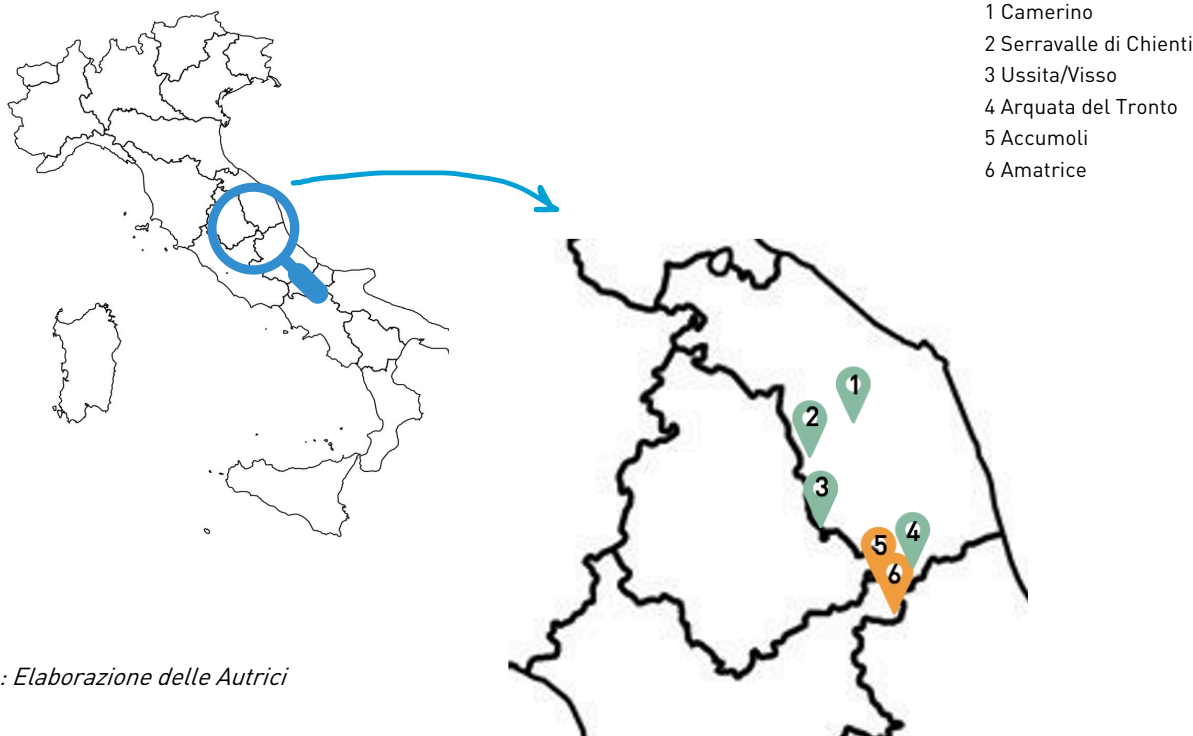 1 Camerino
2 Serravalle di Chienti
3 Ussita/Visso
4 Arquata del Tronto
5 Accumoli
6 Amatrice
1
2
3
4
5
6
: Elaborazione delle Autrici